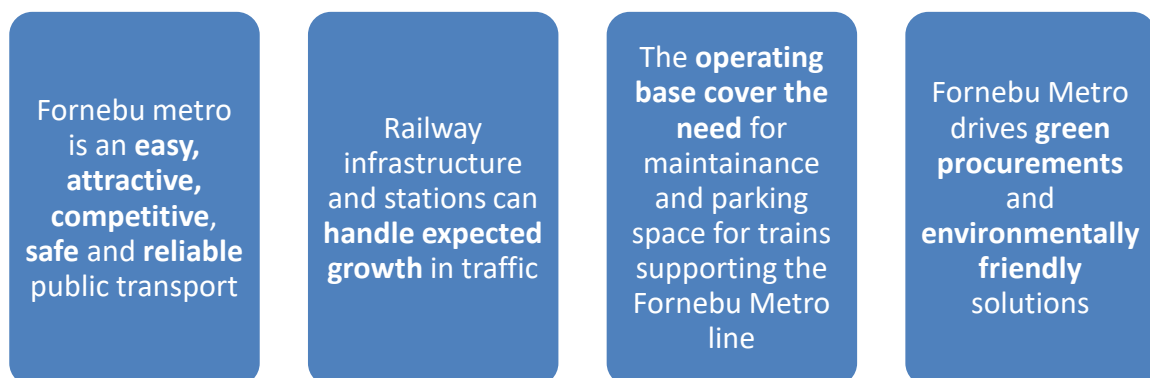 Fornebu metro
is an easy,
attractive,
competitive,
safe and reliable
public transport
Railway
infrastructure
and stations can
handle expected
growth in traffic
The operating
base cover the
need for
maintainance
and parking
space for trains
supporting the
Fornebu Metro
line
Fornebu Metro
drives green
procurements
and
environmentally
friendly
solutions